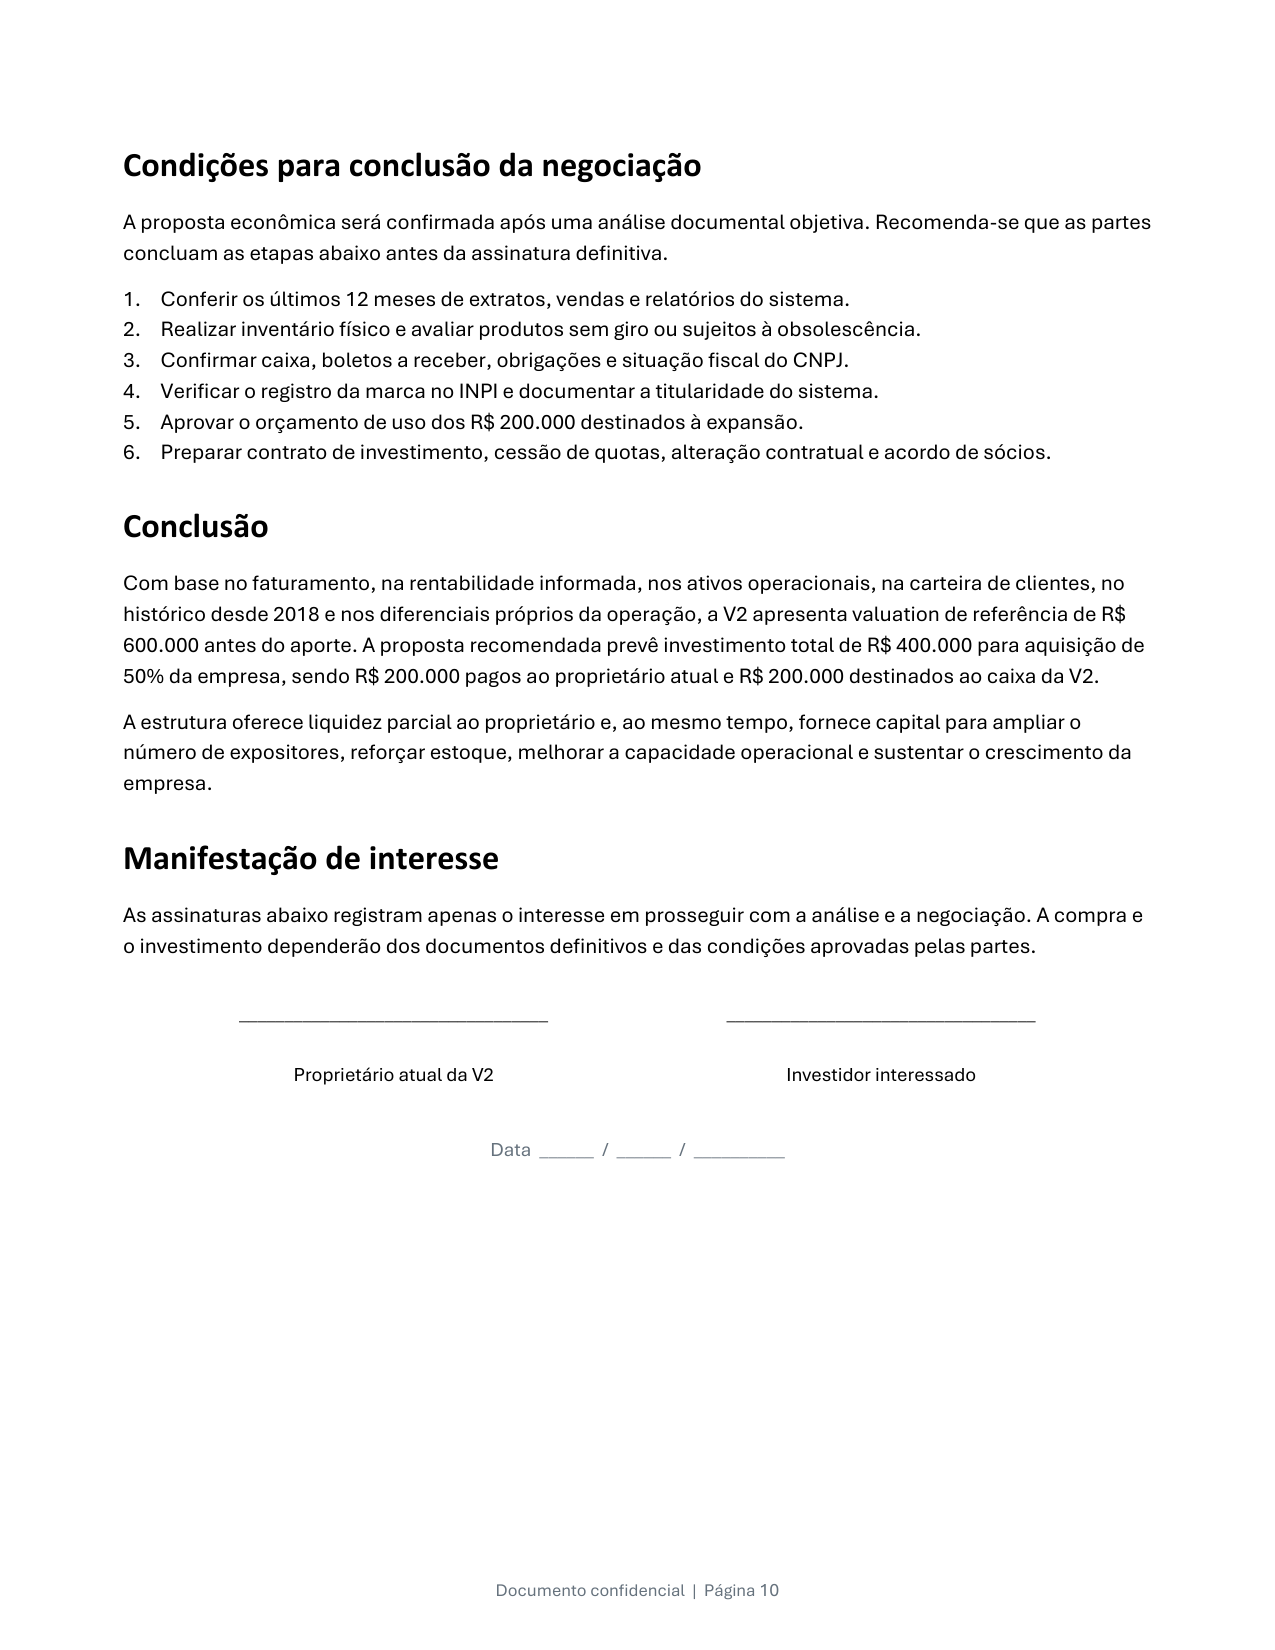 Condições para conclusão da negociação
A proposta econômica será confirmada após uma análise documental objetiva. Recomenda-se que as partes
concluam as etapas abaixo antes da assinatura definitiva.
1. Conferir os últimos 12 meses de extratos, vendas e relatórios do sistema.
2. Realizar inventário físico e avaliar produtos sem giro ou sujeitos à obsolescência.
3. Confirmar caixa, boletos a receber, obrigações e situação fiscal do CNPJ.
4. Verificar o registro da marca no INPI e documentar a titularidade do sistema.
5. Aprovar o orçamento de uso dos R$ 200.000 destinados à expansão.
6. Preparar contrato de investimento, cessão de quotas, alteração contratual e acordo de sócios.
Conclusão
Com base no faturamento, na rentabilidade informada, nos ativos operacionais, na carteira de clientes, no
histórico desde 2018 e nos diferenciais próprios da operação, a V2 apresenta valuation de referência de R$
600.000 antes do aporte. A proposta recomendada prevê investimento total de R$ 400.000 para aquisição de
50% da empresa, sendo R$ 200.000 pagos ao proprietário atual e R$ 200.000 destinados ao caixa da V2.
A estrutura oferece liquidez parcial ao proprietário e, ao mesmo tempo, fornece capital para ampliar o
número de expositores, reforçar estoque, melhorar a capacidade operacional e sustentar o crescimento da
empresa.
Manifestação de interesse
As assinaturas abaixo registram apenas o interesse em prosseguir com a análise e a negociação. A compra e
o investimento dependerão dos documentos definitivos e das condições aprovadas pelas partes.
__________________________________ __________________________________
Proprietário atual da V2 Investidor interessado
Data ______ / ______ / __________
Documento confidencial | Página 10